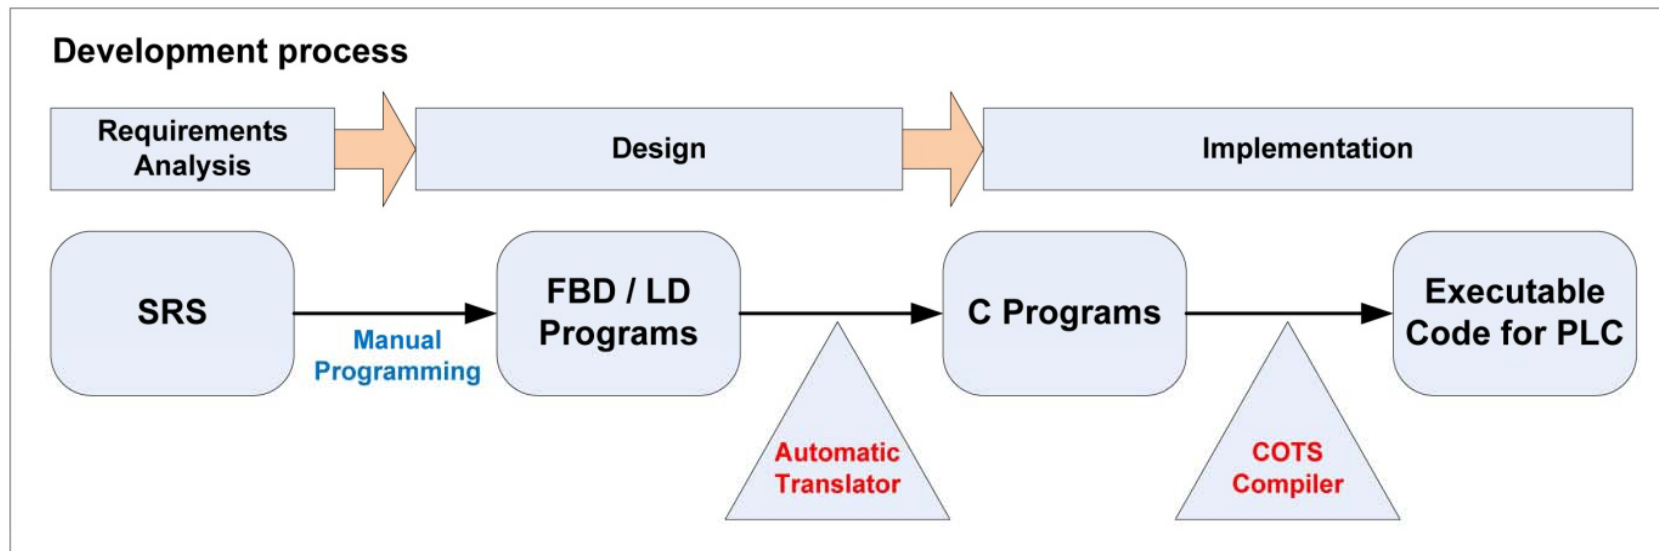 Development process
Requirements
Analysis
Design
Implementation
SRS
Manual
Programming
FBD / LD
Programs
Automatic
Translator
C Programs
COTS
Compiler
Executable
Code for PLC